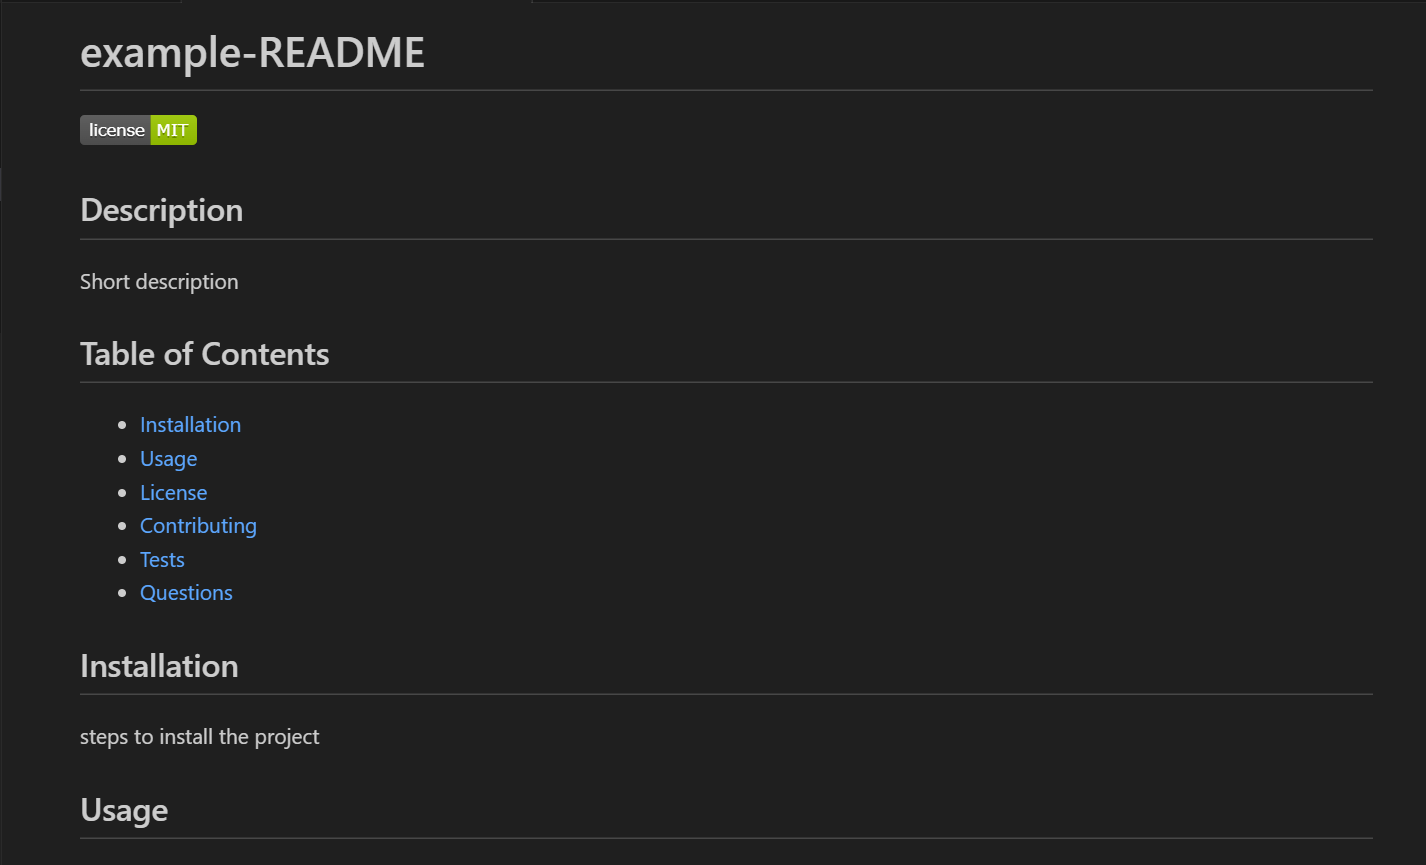 example-README
license MIT
Description
Short description
Table of Contents
Installation
Usage
License
Contributing
Tests
Questions
Installation
steps to install the project
Usage